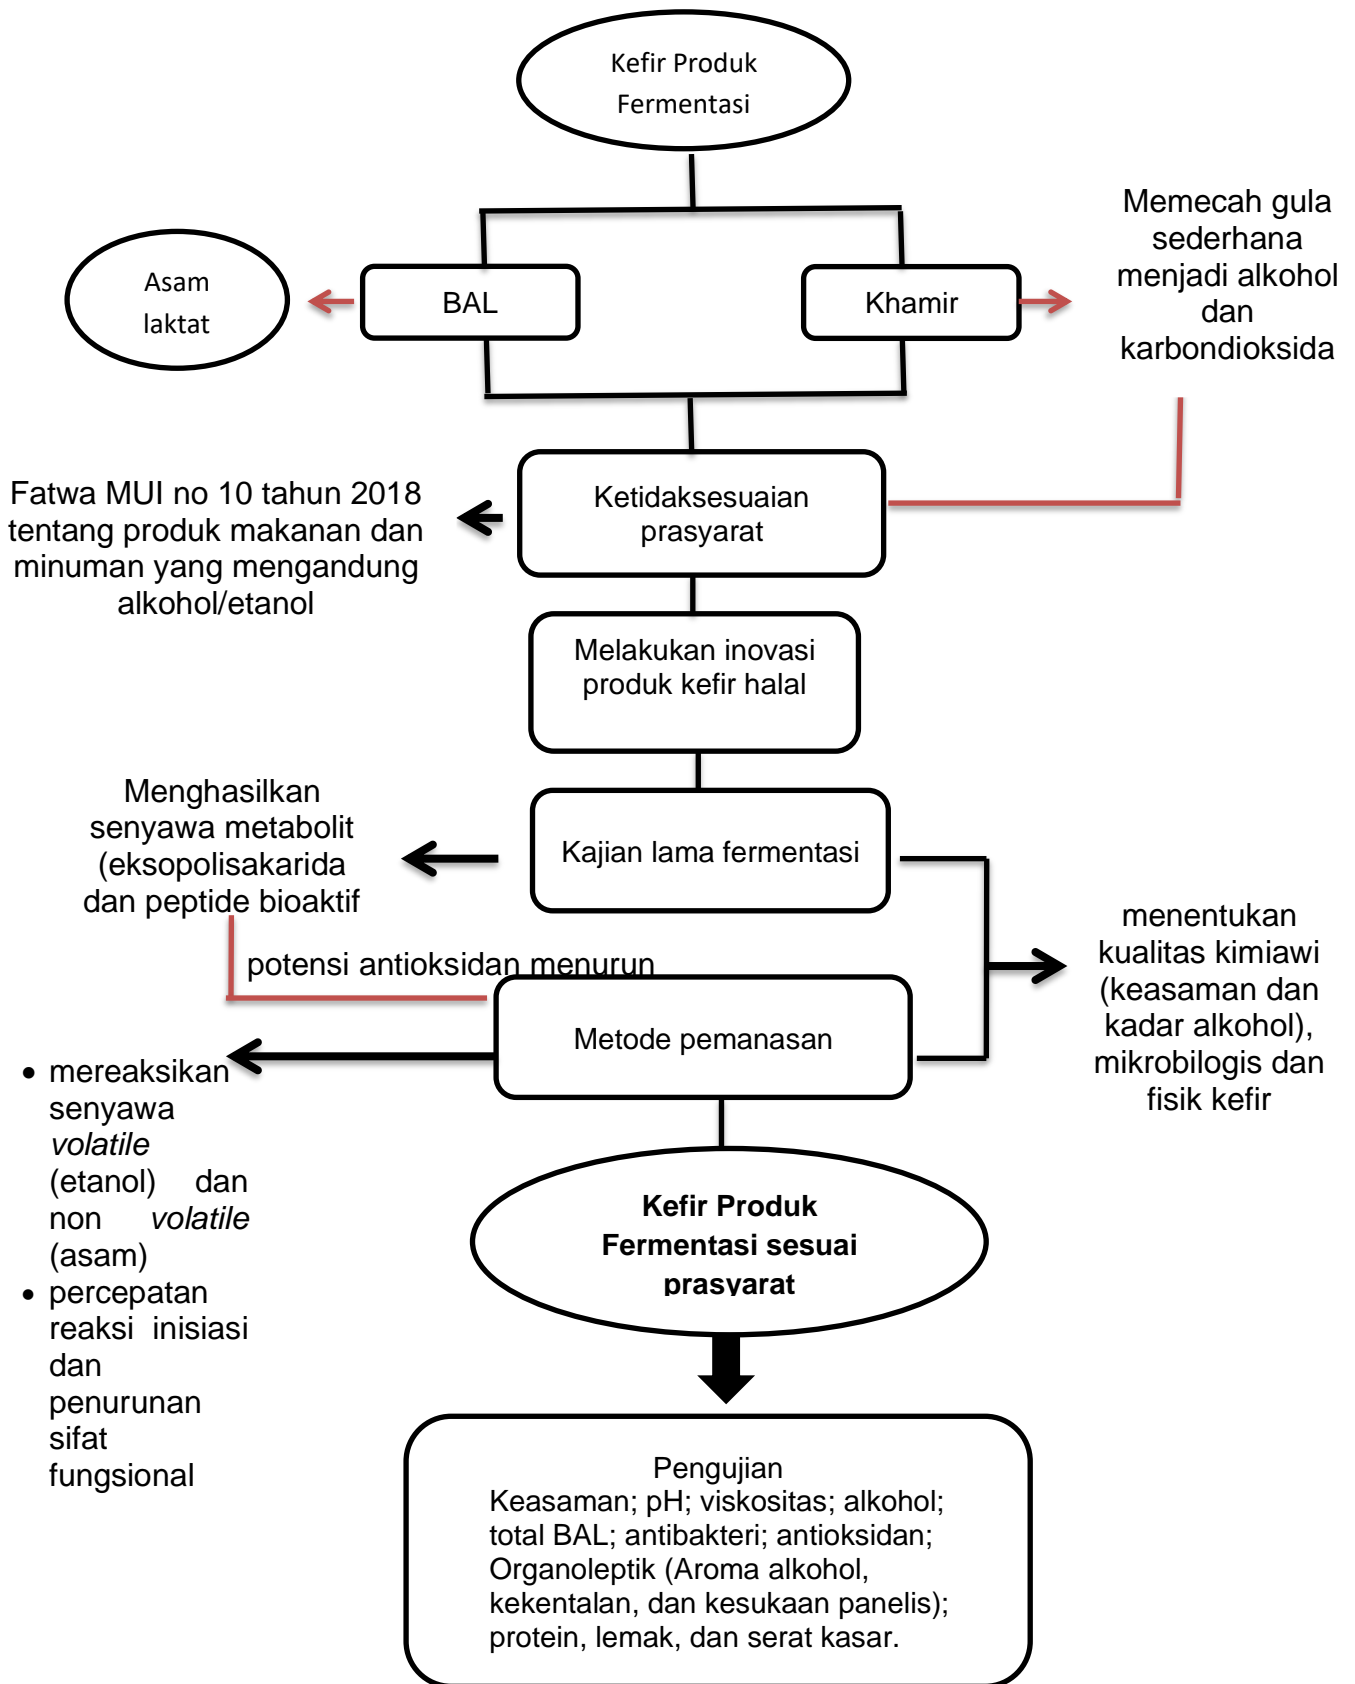 Kefir Produk
Fermentasi
Memecah gula
sederhana
menjadi alkohol
dan
karbondioksida
Asam
laktat
BAL
Khamir
Fatwa MUI no 10 tahun 2018
tentang produk makanan dan
minuman yang mengandung
alkohol/etanol
Ketidaksesuaian
prasyarat
Melakukan inovasi
produk kefir halal
Menghasilkan
senyawa metabolit
(eksopolisakarida
dan peptide bioaktif
Kajian lama fermentasi
menentukan
kualitas kimiawi
(keasaman dan
kadar alkohol),
mikrobilogis dan
fisik kefir
potensi antioksidan menurun
Metode pemanasan
• mereaksikan
senyawa
volatile
(etanol) dan
non volatile
(asam)
• percepatan
reaksi inisiasi
dan
penurunan
sifat
fungsional
Kefir Produk
Fermentasi sesuai
prasyarat
Pengujian
Keasaman; pH; viskositas; alkohol;
total BAL; antibakteri; antioksidan;
Organoleptik (Aroma alkohol,
kekentalan, dan kesukaan panelis);
protein, lemak, dan serat kasar.